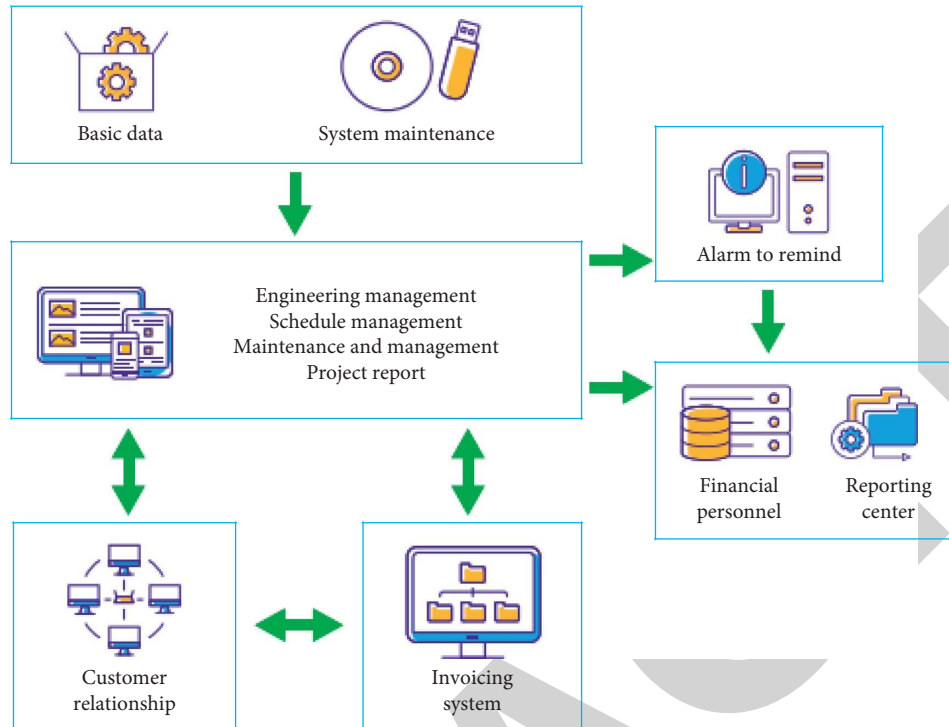 Basic data
System maintenance
Alarm to remind
Engineering management
Schedule management
Maintenance and management
Project report
Financial
personnel
Reporting
center
Customer
relationship
Invoicing
system